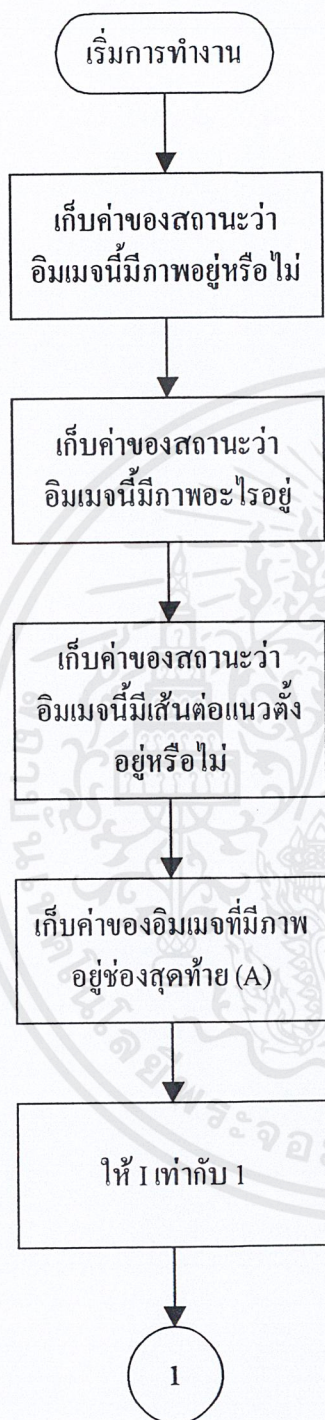 เริ่มการทำงาน
เก็บค่าของสถานะว่า
อิมเมจนี้มีภาพอยู่หรือไม่
เก็บค่าของสถานะว่า
อิมเมจนี้มีภาพอะไรอยู่
เก็บค่าของสถานะว่า
อิมเมจนี้มีเส้นต่อแนวตั้ง
อยู่หรือไม่
เก็บค่าของอิมเมจที่มีภาพ
อยู่ช่องสุดท้าย (A)
ให้ I เท่ากับ 1
1